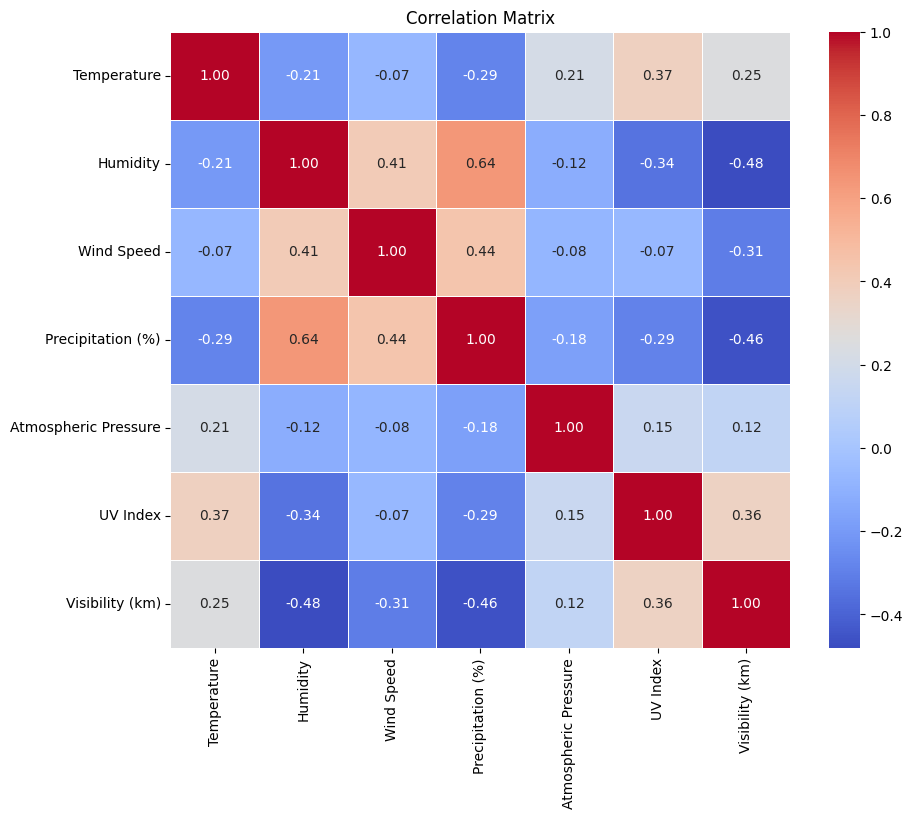 Correlation Matrix
Temperature 1.00 -0.21 -0.07 -0.29 0.21 0.37 0.25
Humidity -0.21 1.00 0.41 0.64 -0.12 -0.34 -0.48
Wind Speed -0.07 0.41 1.00 0.44 -0.08 -0.07 -0.31
Precipitation (%) -0.29 0.64 0.44 1.00 -0.18 -0.29 -0.46
Atmospheric Pressure 0.21 -0.12 -0.08 -0.18 1.00 0.15 0.12
UV Index 0.37 -0.34 -0.07 -0.29 0.15 1.00 0.36
Visibility (km) 0.25 -0.48 -0.31 -0.46 0.12 0.36 1.00
Temperature
Humidity
Wind Speed
Precipitation (%)
Atmospheric Pressure
UV Index
Visibility (km)
1.0
0.8
0.6
0.4
0.2
0.0
-0.2
-0.4